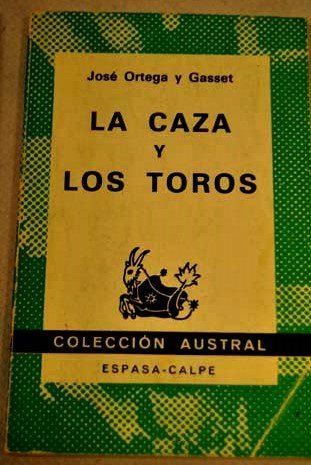 José Ortega y Gasset
LA CAZA
Y
LOS TOROS
COLECCIÓN AUSTRAL
ESPASA-CALPE